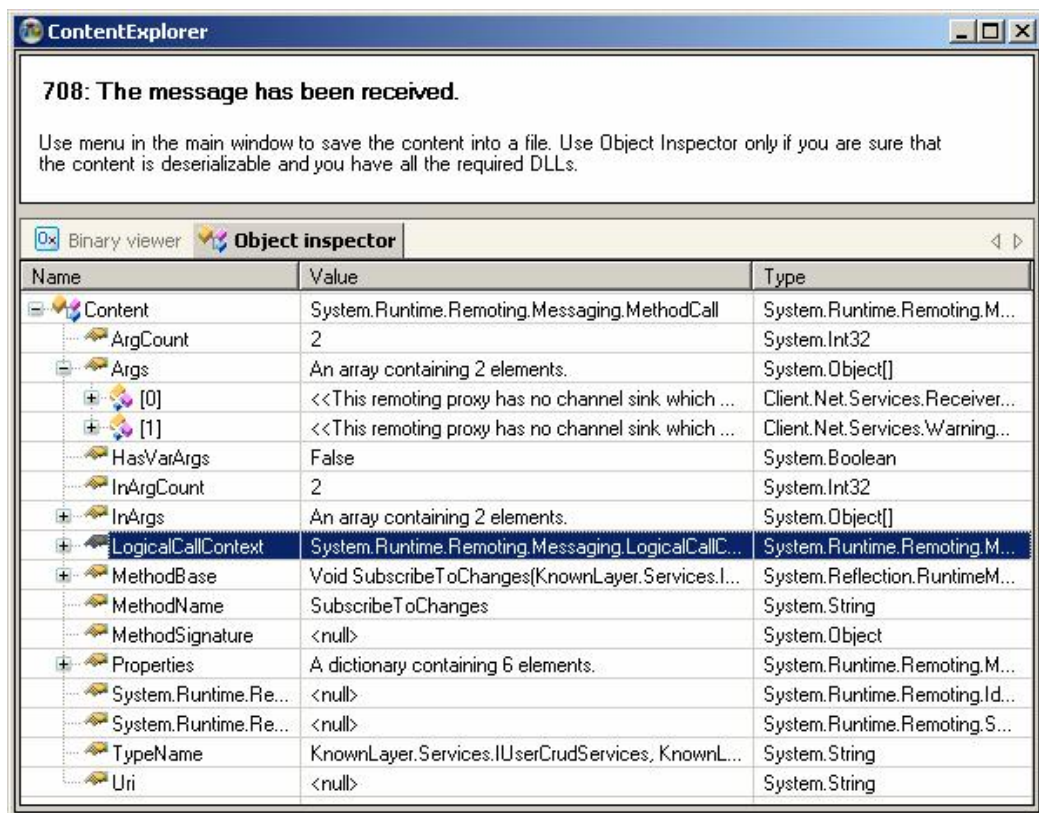 ContentExplorer
708: The message has been received.
Use menu in the main window to save the content into a file. Use Object Inspector only if you are sure that
the content is deserializable and you have all the required DLLs.
0x Binary viewer Object inspector
Name Value Type
Content System.Runtime.Remoting.Messaging.MethodCall System.Runtime.Remoting.M...
ArgCount 2 System.Int32
Args An array containing 2 elements. System.Object[]
[0] <<This remoting proxy has no channel sink which ... Client.Net.Services.Receiver...
[1] <<This remoting proxy has no channel sink which ... Client.Net.Services.Warning...
HasVarArgs False System.Boolean
InArgCount 2 System.Int32
InArgs An array containing 2 elements. System.Object[]
LogicalCallContext System.Runtime.Remoting.Messaging.LogicalCallC... System.Runtime.Remoting.M...
MethodBase Void SubscribeToChanges(KnownLayer.Services.I... System.Reflection.RuntimeM...
MethodName SubscribeToChanges System.String
MethodSignature <null> System.Object
Properties A dictionary containing 6 elements. System.Runtime.Remoting.M...
System.Runtime.Re... <null> System.Runtime.Remoting.Id...
System.Runtime.Re... <null> System.Runtime.Remoting.S...
TypeName KnownLayer.Services.IUserCrudServices, KnownL... System.String
Uri <null> System.String